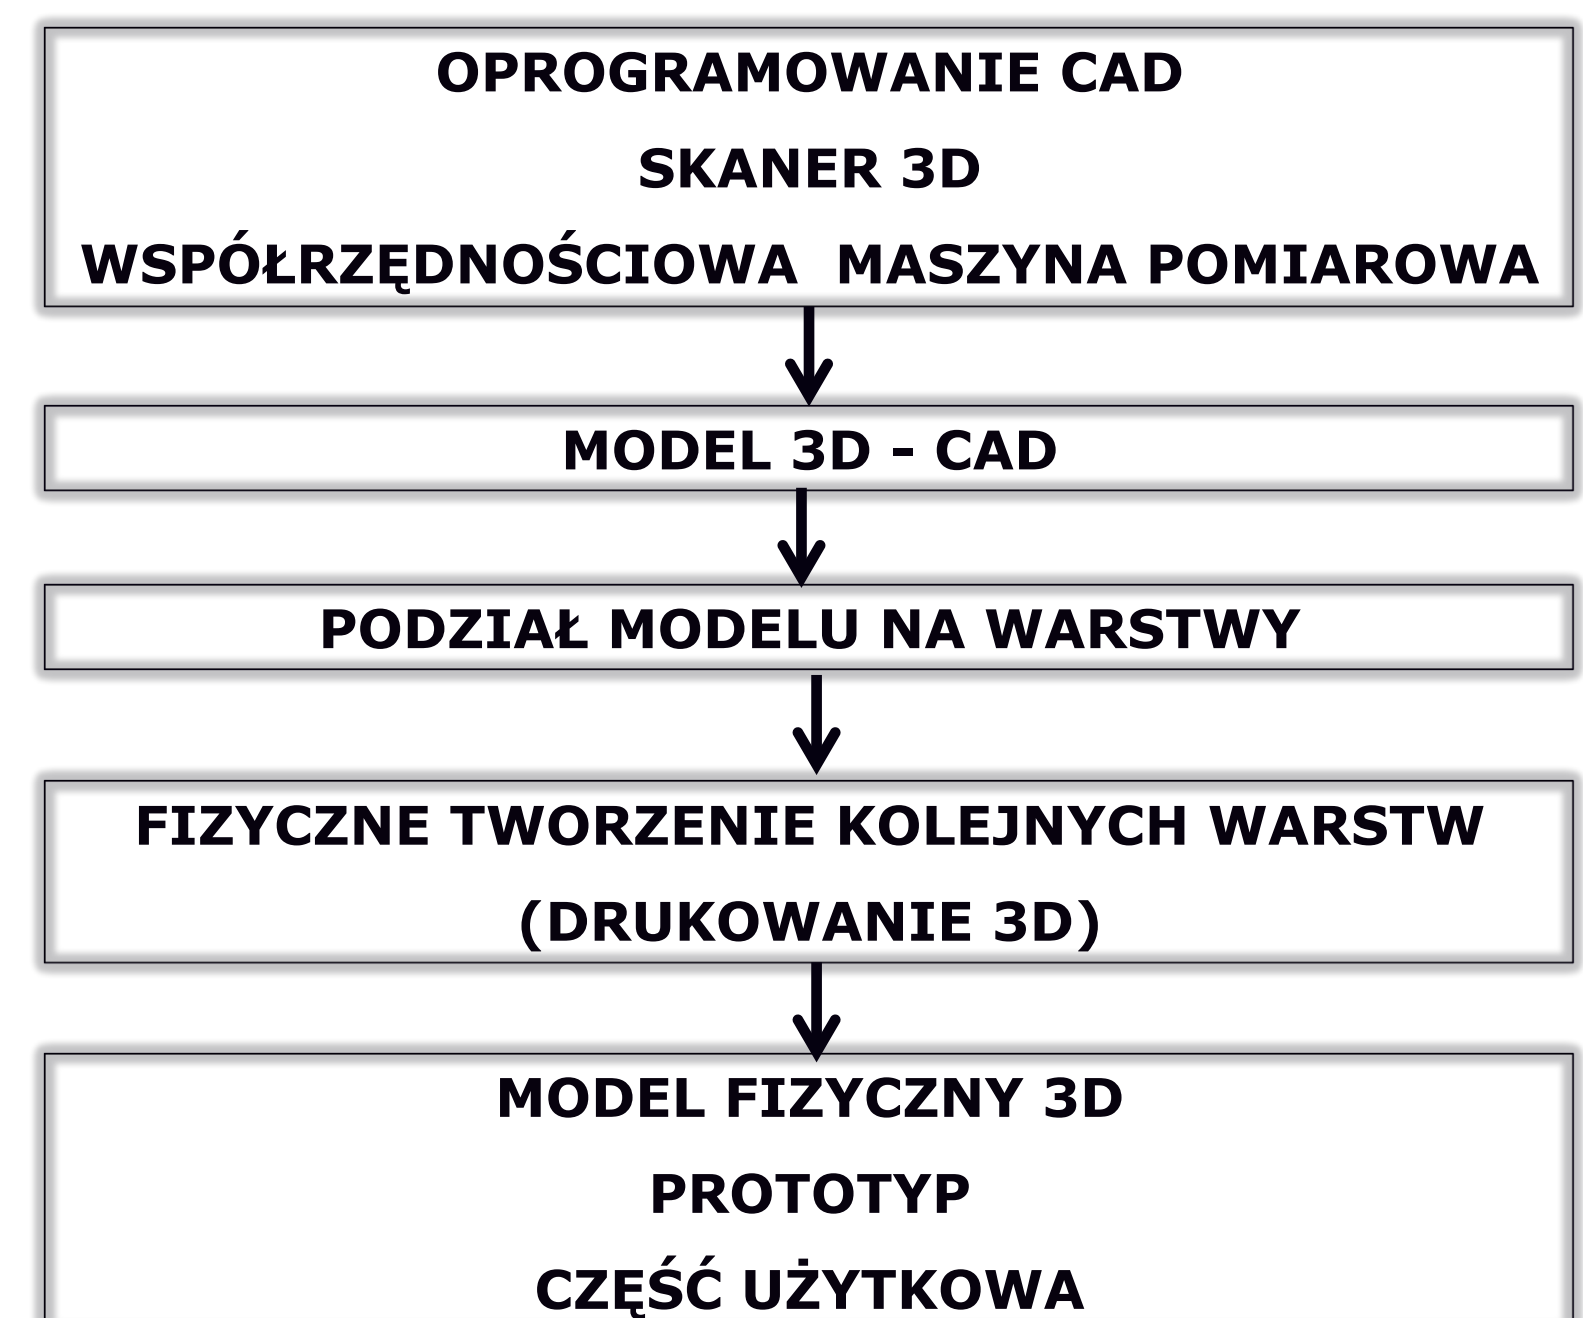 OPROGRAMOWANIE CAD
SKANER 3D
WSPÓŁRZĘDNOŚCIOWA MASZYNA POMIAROWA
MODEL 3D - CAD
PODZIAŁ MODELU NA WARSTWY
FIZYCZNE TWORZENIE KOLEJNYCH WARSTW
(DRUKOWANIE 3D)
MODEL FIZYCZNY 3D
PROTOTYP
CZĘŚĆ UŻYTKOWA